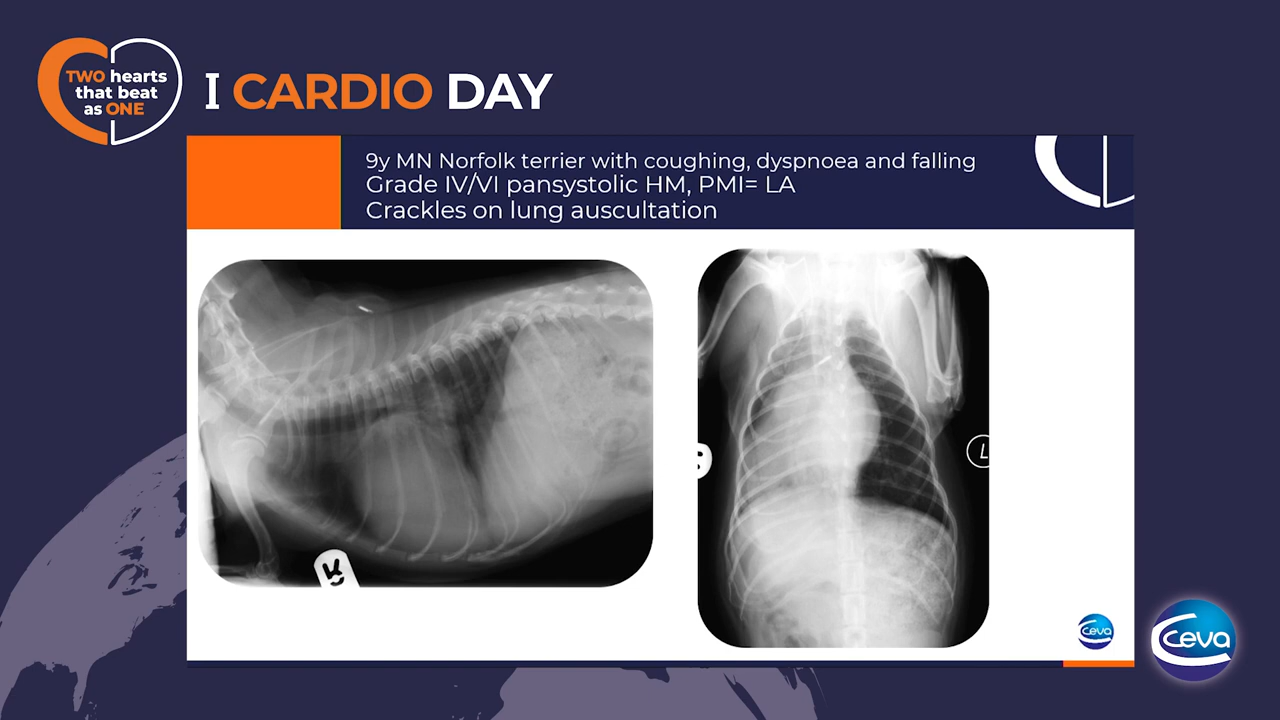 TWO hearts
that beat
as ONE
I CARDIO DAY
9y MN Norfolk terrier with coughing, dyspnoea and falling
Grade IV/VI pansystolic HM, PMI= LA
Crackles on lung auscultation
L
Ceva
Ceva